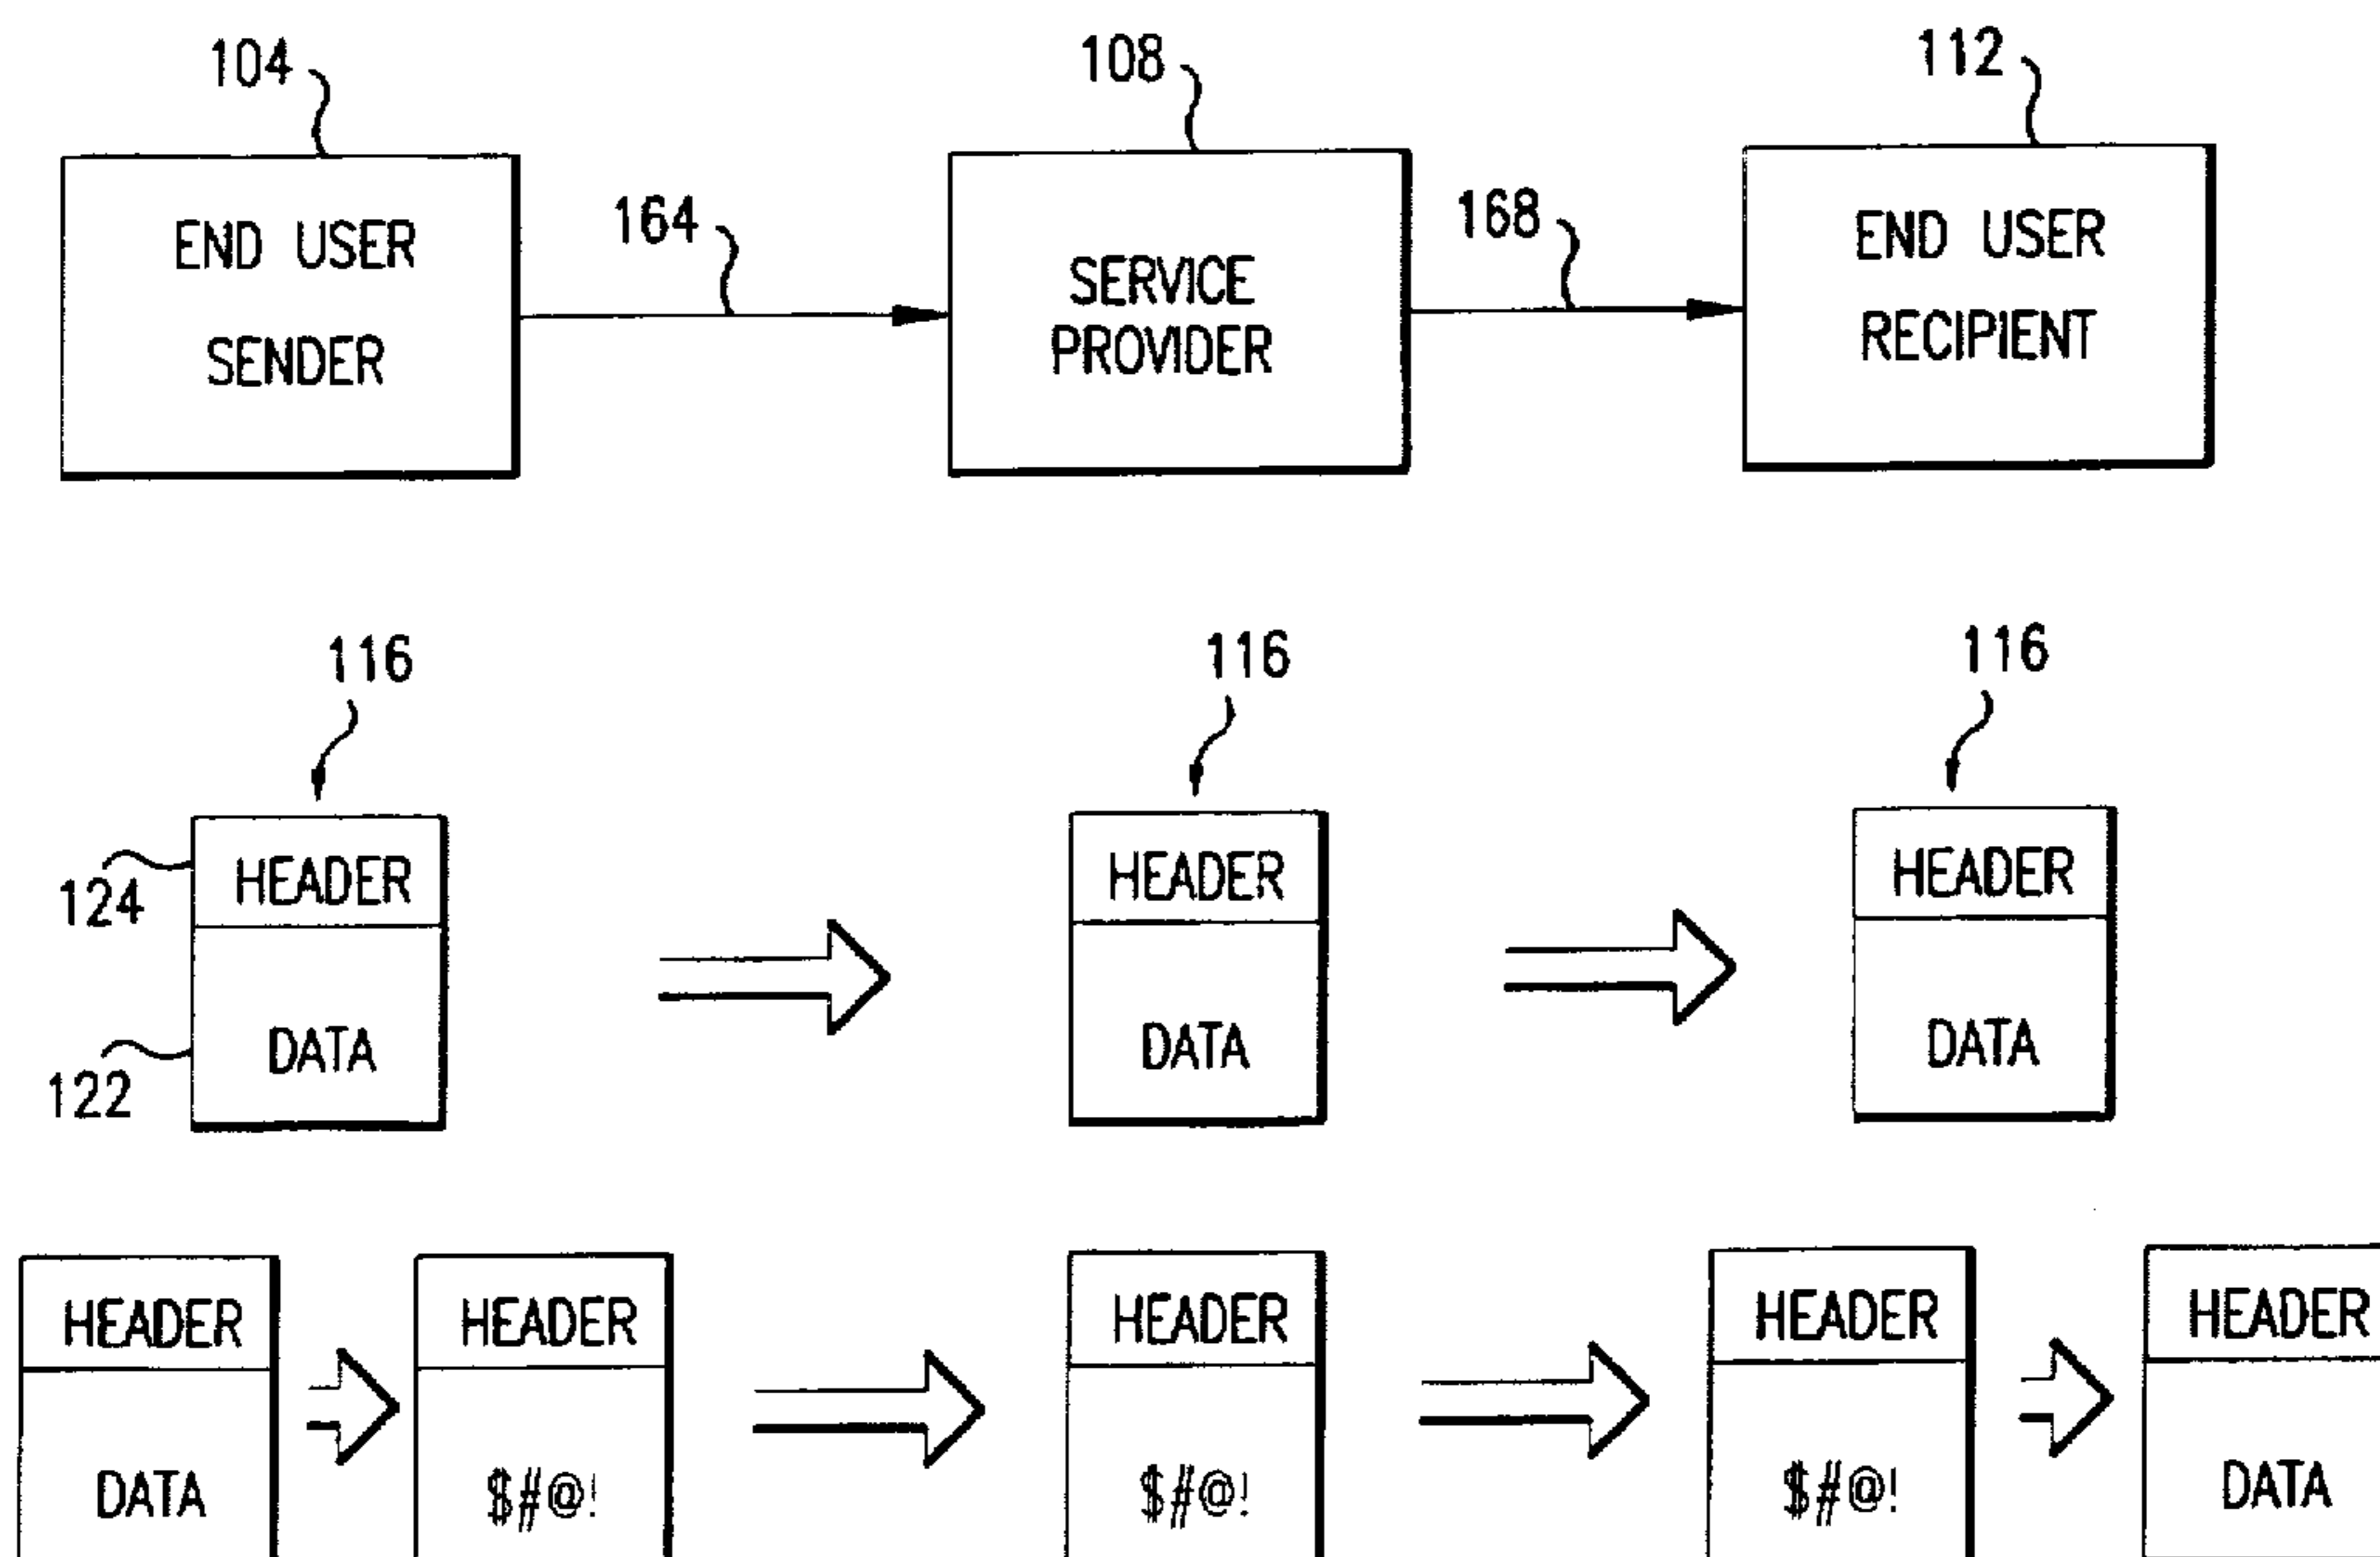 104
108
112
END USER
SENDER
164
SERVICE
PROVIDER
168
END USER
RECIPIENT
116
116
116
124
HEADER
122
DATA
HEADER
DATA
HEADER
DATA
HEADER
DATA
HEADER
$#@!
HEADER
$#@!
HEADER
$#@!
HEADER
DATA